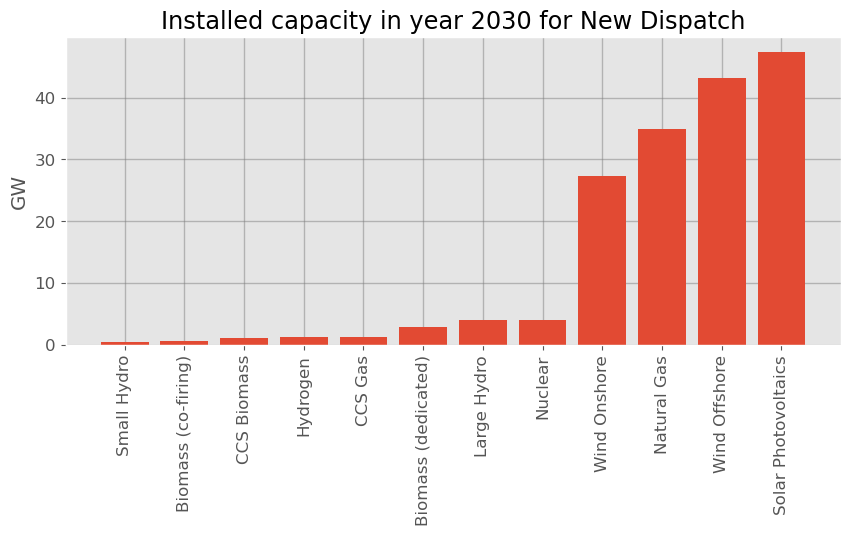 Installed capacity in year 2030 for New Dispatch
GW
40
30
20
10
0
Small Hydro
Biomass (co-firing)
CCS Biomass
Hydrogen
CCS Gas
Biomass (dedicated)
Large Hydro
Nuclear
Wind Onshore
Natural Gas
Wind Offshore
Solar Photovoltaics